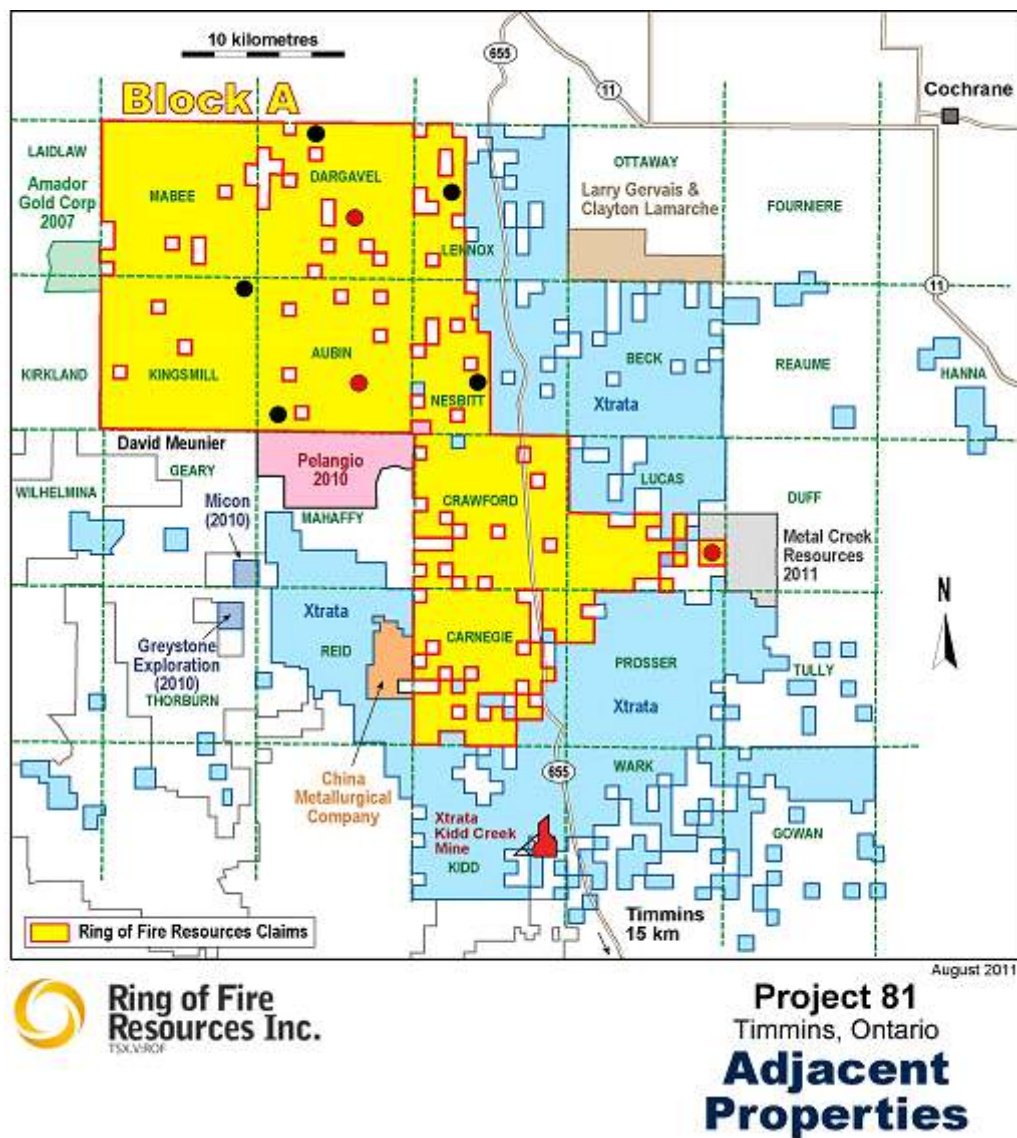 10 kilometres
655
11
Cochrane
Block A
LAIDLAW
Amador
Gold Corp
2007
MABEE
DARGAVEL
LENNOX
OTTAWAY
Larry Gervais &
Clayton Lamarche
FOURNIERE
11
KIRKLAND
KINGSMILL
AUBIN
NESBITT
BECK
Xtrata
REAUME
HANNA
David Meunier
GEARY
WILHELMINA
Micon
(2010)
Pelangio
2010
MAHAFFY
CRAWFORD
LUCAS
DUFF
Metal Creek
Resources
2011
N
Xtrata
REID
Greystone
Exploration
(2010)
THORBURN
CARNEGIE
PROSSER
Xtrata
TULLY
China
Metallurgical
Company
655
WARK
Xtrata
Kidd Creek
Mine
KIDD
GOWAN
Timmins
15 km
Ring of Fire Resources Claims
August 2011
Ring of Fire
Resources Inc.
TSX.V:ROF
Project 81
Timmins, Ontario
Adjacent
Properties